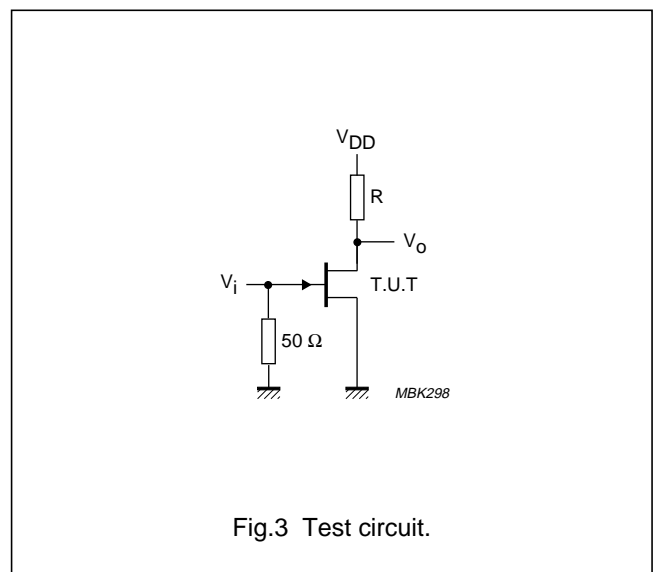 VDD
R
Vo
Vi
T.U.T
50 Ω
MBK298
Fig.3 Test circuit.